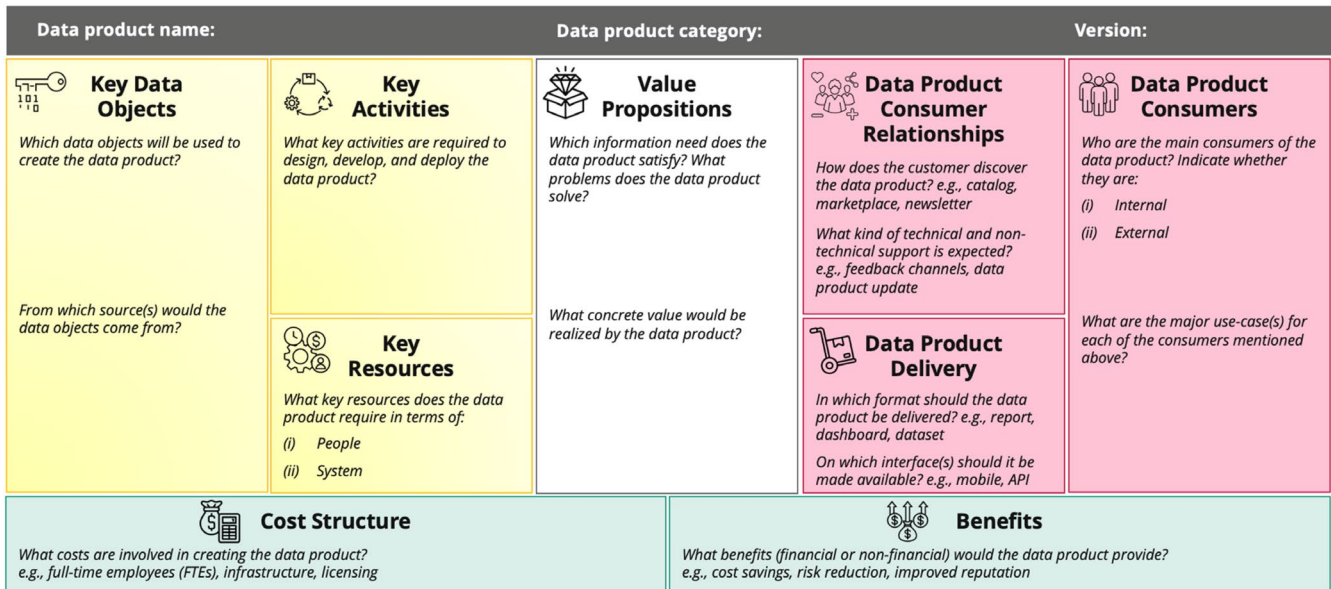 Data product name:
Data product category:
Version:
Key Data
Objects
Which data objects will be used to
create the data product?
From which source(s) would the
data objects come from?
Key
Activities
What key activities are required to
design, develop, and deploy the
data product?
Key
Resources
What key resources does the data
product require in terms of:
(i) People
(ii) System
Value
Propositions
Which information need does the
data product satisfy? What
problems does the data product
solve?
What concrete value would be
realized by the data product?
Data Product
Consumer
Relationships
How does the customer discover
the data product? e.g., catalog,
marketplace, newsletter
What kind of technical and non-
technical support is expected?
e.g., feedback channels, data
product update
Data Product
Delivery
In which format should the data
product be delivered? e.g., report,
dashboard, dataset
On which interface(s) should it be
made available? e.g., mobile, API
Data Product
Consumers
Who are the main consumers of the
data product? Indicate whether
they are:
(i) Internal
(ii) External
What are the major use-case(s) for
each of the consumers mentioned
above?
Cost Structure
What costs are involved in creating the data product?
e.g., full-time employees (FTEs), infrastructure, licensing
Benefits
What benefits (financial or non-financial) would the data product provide?
e.g., cost savings, risk reduction, improved reputation